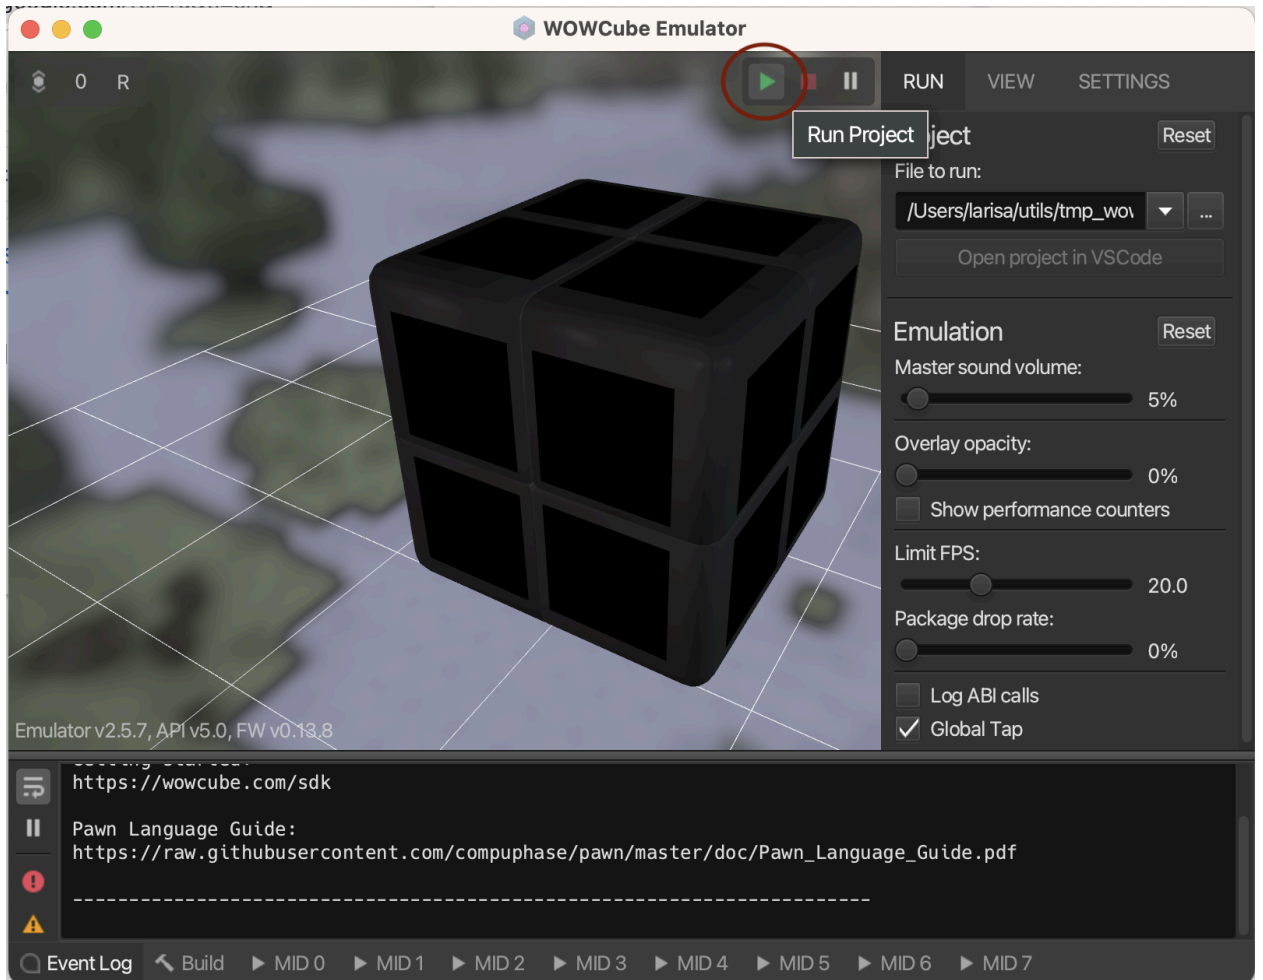 WOWCube Emulator
0 R
RUN VIEW SETTINGS
Run Project
ject
Reset
File to run:
/Users/larisa/utils/tmp_wov
...
Open project in VSCode
Emulation
Reset
Master sound volume:
5%
Overlay opacity:
0%
Show performance counters
Limit FPS:
20.0
Package drop rate:
0%
Log ABI calls
Global Tap
Emulator v2.5.7, API v5.0, FW v0.13.8
https://wowcube.com/sdk
Pawn Language Guide:
https://raw.githubusercontent.com/compuphase/pawn/master/doc/Pawn_Language_Guide.pdf
-----------------------------------------------------------------------
Event Log Build MID 0 MID 1 MID 2 MID 3 MID 4 MID 5 MID 6 MID 7